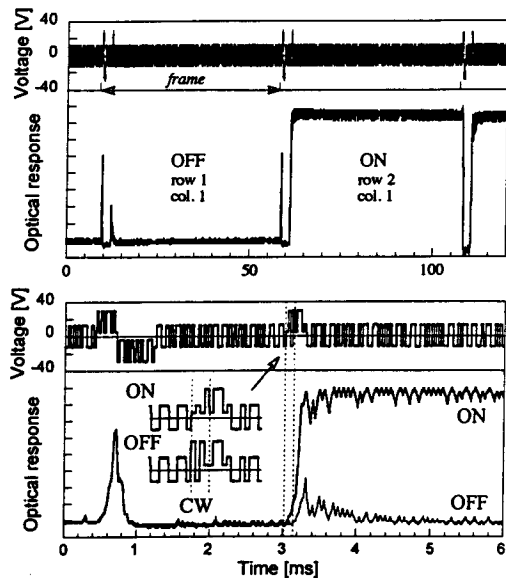 Voltage [V]
40
0
-40
frame
Optical response
OFF
row 1
col. 1
ON
row 2
col. 1
0
60
120
Voltage [V]
40
0
-40
Optical response
ON
OFF
CW
ON
OFF
0
1
2
3
4
5
6
Time [ms]